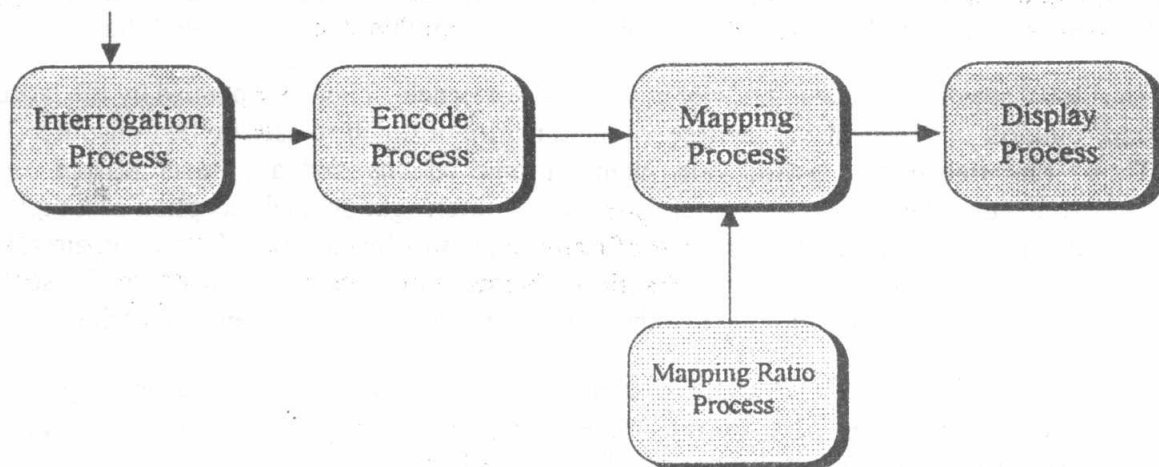 Interrogation
Process
Encode
Process
Mapping
Process
Display
Process
Mapping Ratio
Process